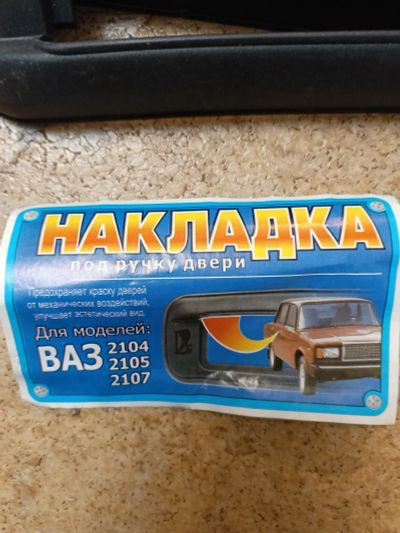 НАКЛАДКА
под ручку двери
Предохраняет краску дверей
от механических воздействий,
улучшает эстетический вид.
Для моделей:
ВАЗ 2104
2105
2107